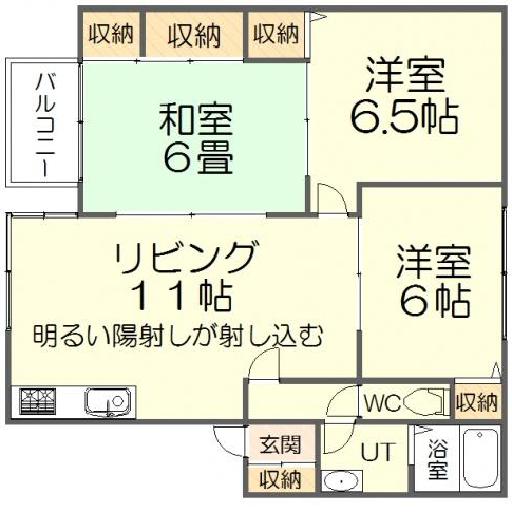 収納
収納
収納
バルコニー
和室
6畳
洋室
6.5帖
リビング
11帖
明るい陽射しが射し込む
洋室
6帖
WC
収納
玄関
収納
UT
浴室